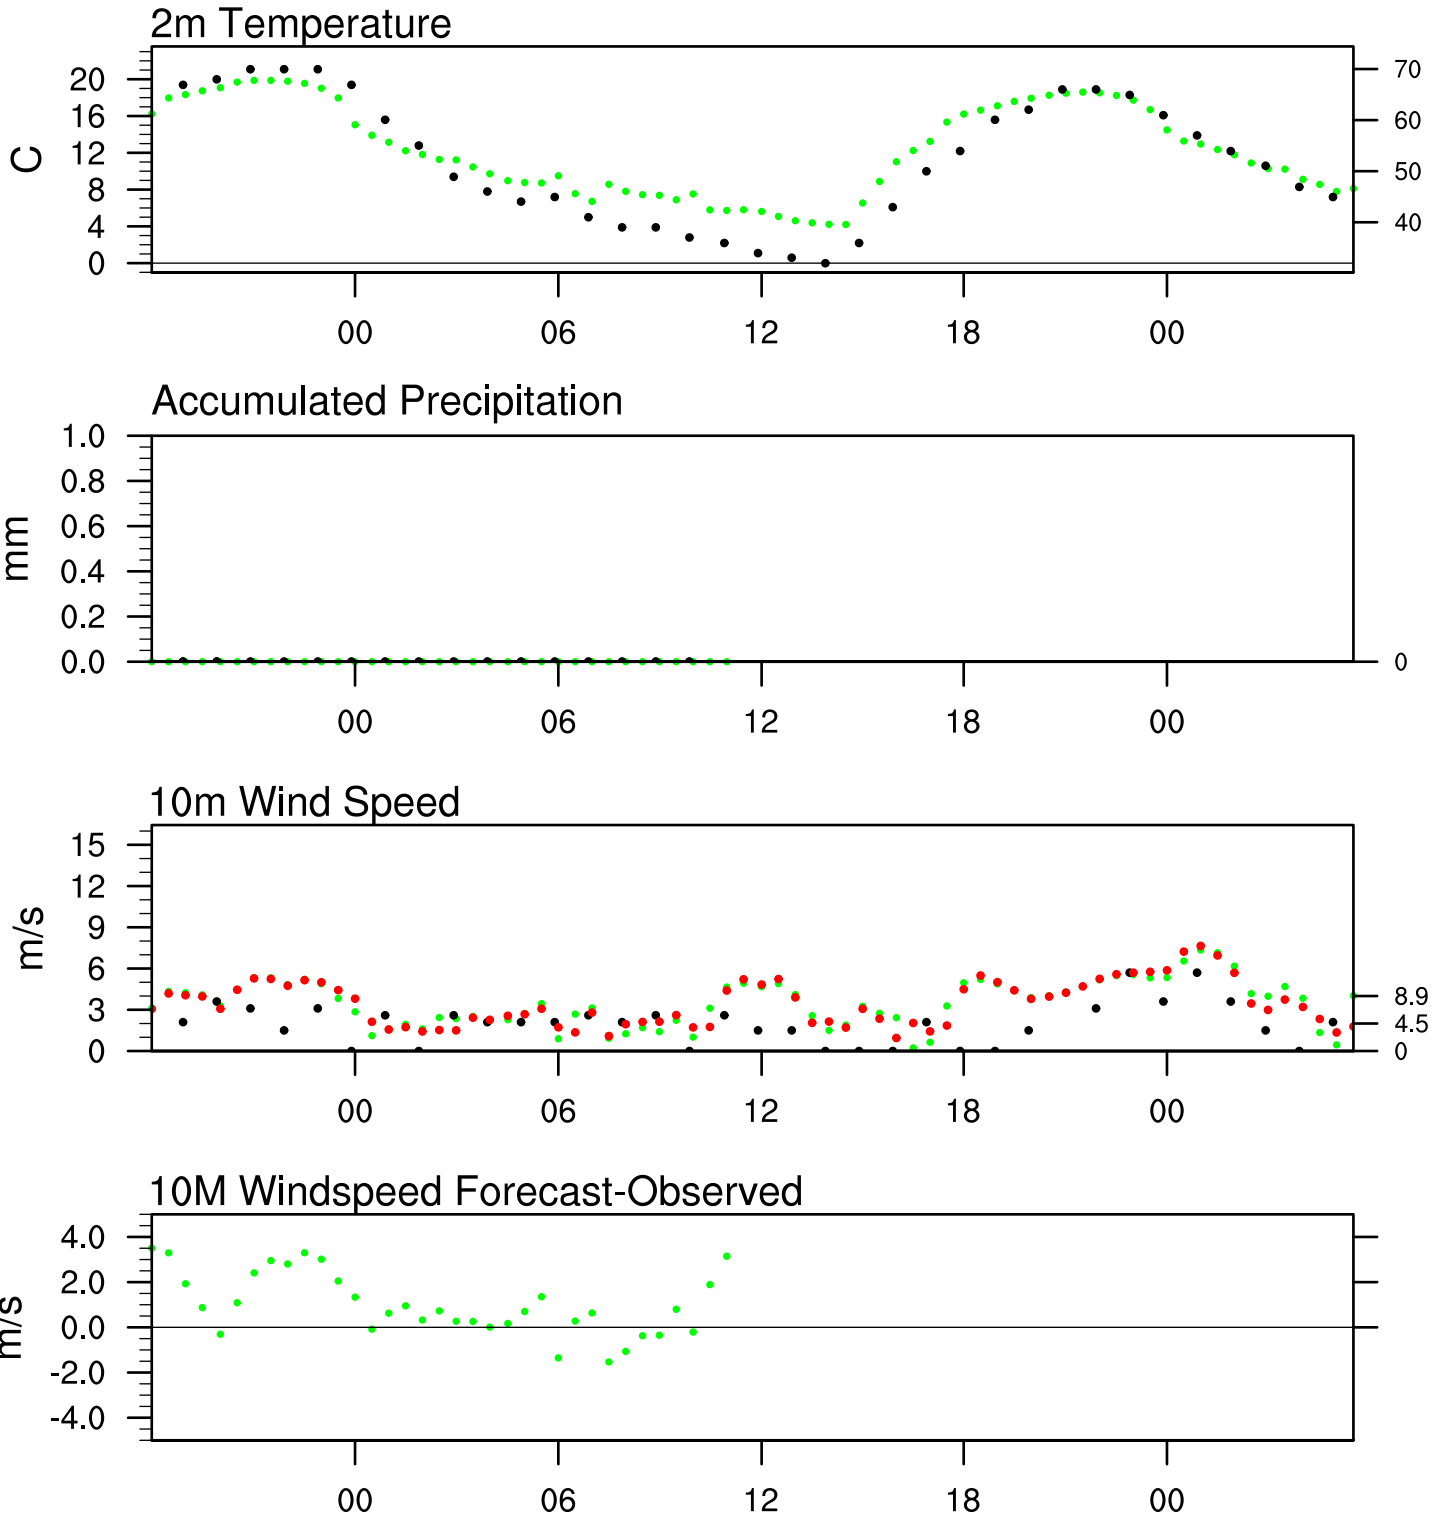 2m Temperature
20
16
12
8
4
0
C
70
60
50
40
00 06 12 18 00
Accumulated Precipitation
1.0
0.8
0.6
0.4
0.2
0.0
mm
0
00 06 12 18 00
10m Wind Speed
15
12
9
6
3
0
m/s
8.9
4.5
0
00 06 12 18 00
10M Windspeed Forecast-Observed
4.0
2.0
0.0
-2.0
-4.0
m/s
00 06 12 18 00